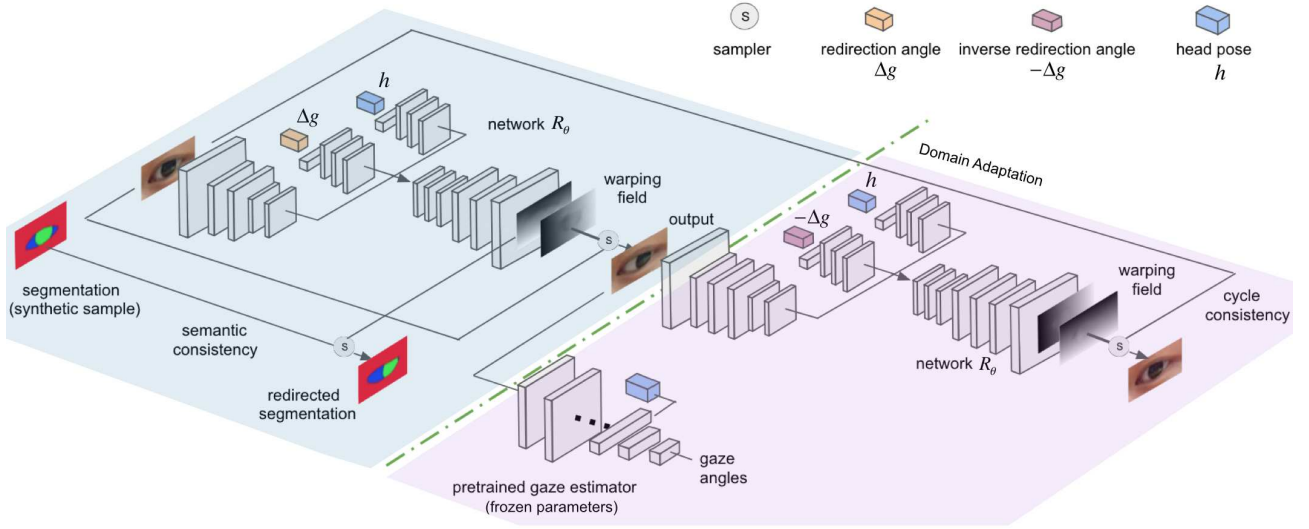 S
sampler
redirection angle
Δg
inverse redirection angle
−Δg
head pose
h
h
Δg
network R_θ
warping
field
S
output
segmentation
(synthetic sample)
semantic
consistency
S
redirected
segmentation
Domain Adaptation
h
−Δg
warping
field
cycle
consistency
S
network R_θ
gaze
angles
pretrained gaze estimator
(frozen parameters)